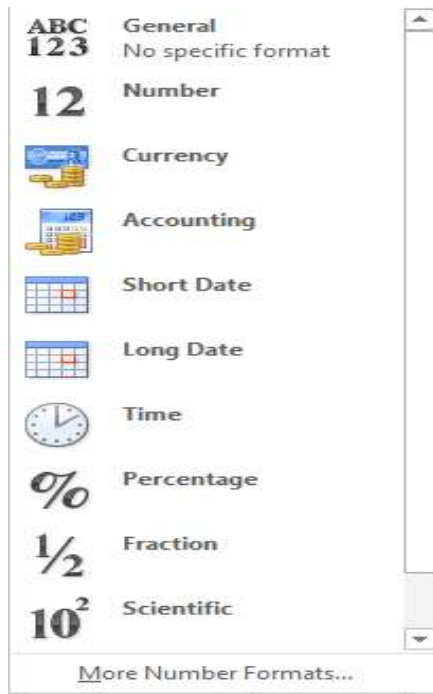 ABC
123
General
No specific format
12
Number
Currency
Accounting
Short Date
Long Date
Time
%
Percentage
½
Fraction
10²
Scientific
More Number Formats...